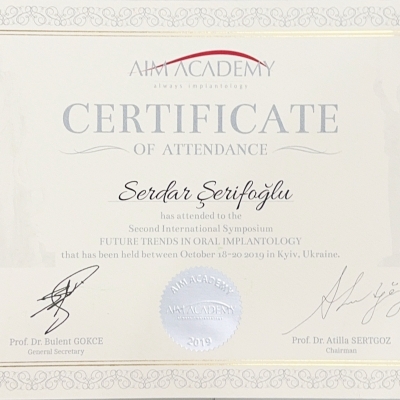 AIM ACADEMY
always implantology
CERTIFICATE
OF ATTENDANCE
Serdar Şerifoğlu
has attended to the
Second International Symposium
FUTURE TRENDS IN ORAL IMPLANTOLOGY
that has been held between October 18-20 2019 in Kyiv, Ukraine.
AIM ACADEMY
AIM ACADEMY
2019
Prof. Dr. Bulent GOKCE
General Secretary
Prof. Dr. Atilla SERTGOZ
Chairman